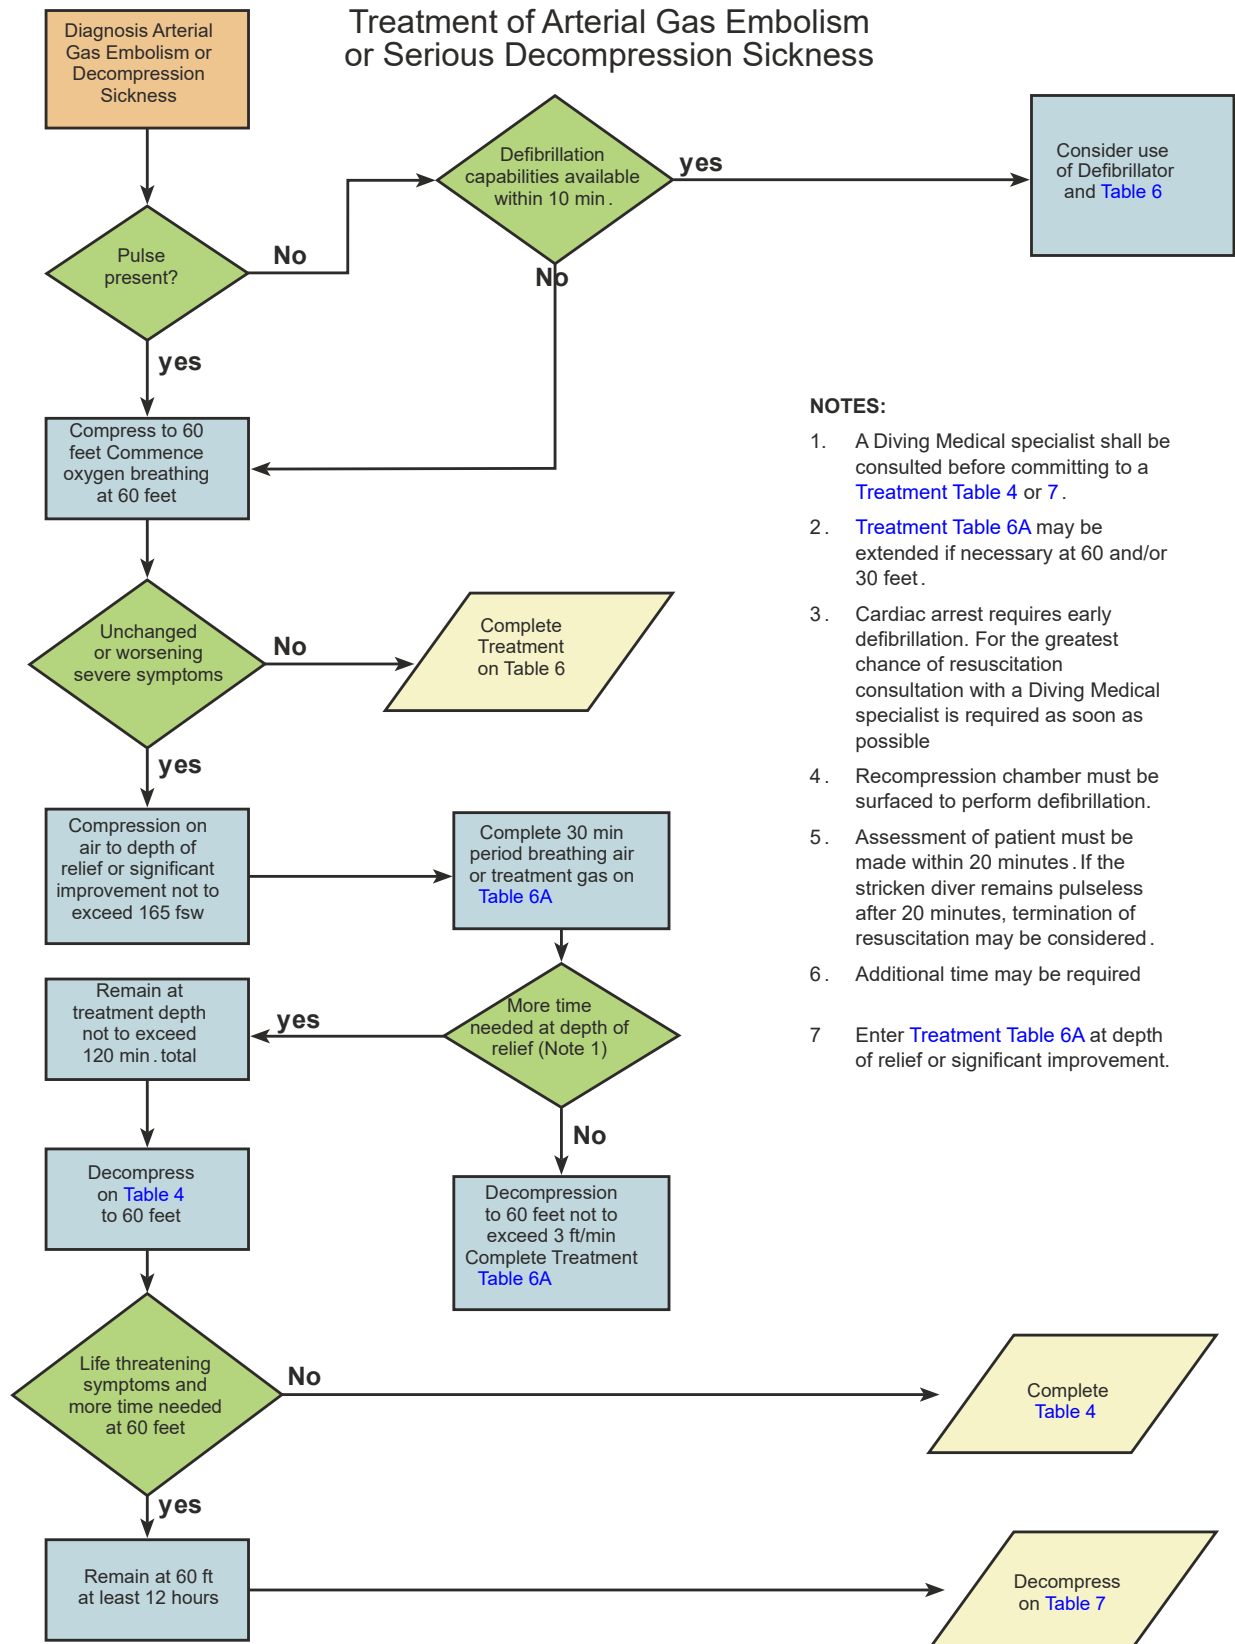 Treatment of Arterial Gas Embolism
or Serious Decompression Sickness
Diagnosis Arterial
Gas Embolism or
Decompression
Sickness
Defibrillation
capabilities available
within 10 min.
yes
Consider use
of Defibrillator
and Table 6
Pulse
present?
No
No
yes
Compress to 60
feet Commence
oxygen breathing
at 60 feet
Unchanged
or worsening
severe symptoms
No
Complete
Treatment
on Table 6
yes
Compression on
air to depth of
relief or significant
improvement not to
exceed 165 fsw
Complete 30 min
period breathing air
or treatment gas on
Table 6A
More time
needed at depth of
relief (Note 1)
yes
Remain at
treatment depth
not to exceed
120 min. total
No
Decompress
on Table 4
to 60 feet
Decompression
to 60 feet not to
exceed 3 ft/min
Complete Treatment
Table 6A
Life threatening
symptoms and
more time needed
at 60 feet
No
Complete
Table 4
yes
Remain at 60 ft
at least 12 hours
Decompress
on Table 7
NOTES:
1. A Diving Medical specialist shall be
consulted before committing to a
Treatment Table 4 or 7.
2. Treatment Table 6A may be
extended if necessary at 60 and/or
30 feet.
3. Cardiac arrest requires early
defibrillation. For the greatest
chance of resuscitation
consultation with a Diving Medical
specialist is required as soon as
possible
4. Recompression chamber must be
surfaced to perform defibrillation.
5. Assessment of patient must be
made within 20 minutes. If the
stricken diver remains pulseless
after 20 minutes, termination of
resuscitation may be considered.
6. Additional time may be required
7 Enter Treatment Table 6A at depth
of relief or significant improvement.